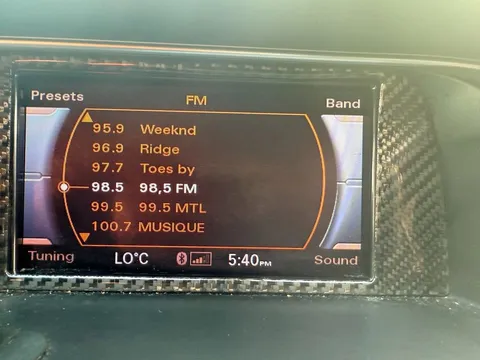 Presets FM Band
95.9 Weeknd
96.9 Ridge
97.7 Toes by
98.5 98,5 FM
99.5 99.5 MTL
100.7 MUSIQUE
Tuning LO°C 5:40PM Sound